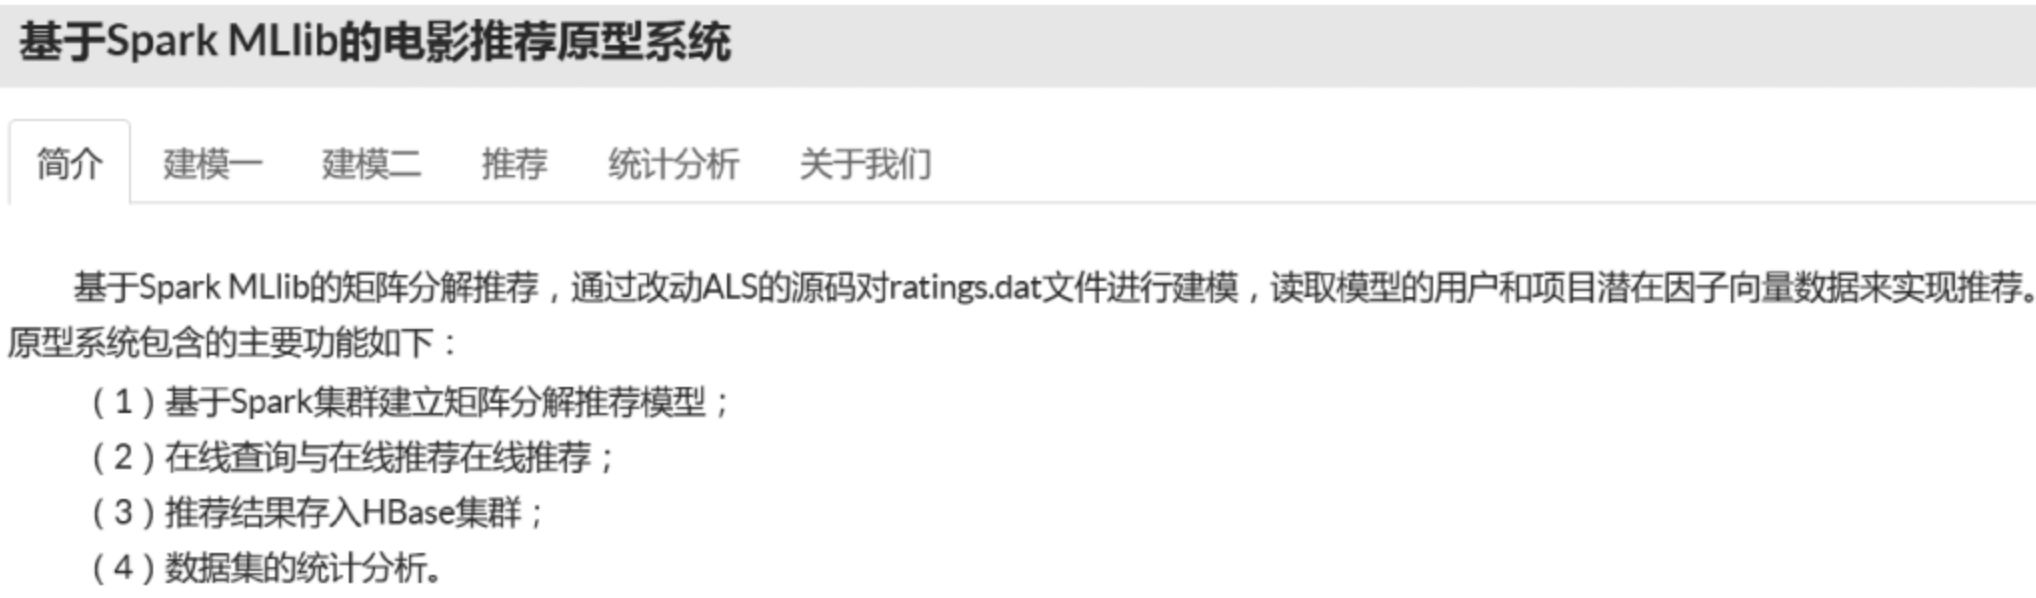 基于Spark MLlib的电影推荐原型系统
简介 建模一 建模二 推荐 统计分析 关于我们
基于Spark MLlib的矩阵分解推荐，通过改动ALS的源码对ratings.dat文件进行建模，读取模型的用户和项目潜在因子向量数据来实现推荐。
原型系统包含的主要功能如下：
（1）基于Spark集群建立矩阵分解推荐模型；
（2）在线查询与在线推荐在线推荐；
（3）推荐结果存入HBase集群；
（4）数据集的统计分析。